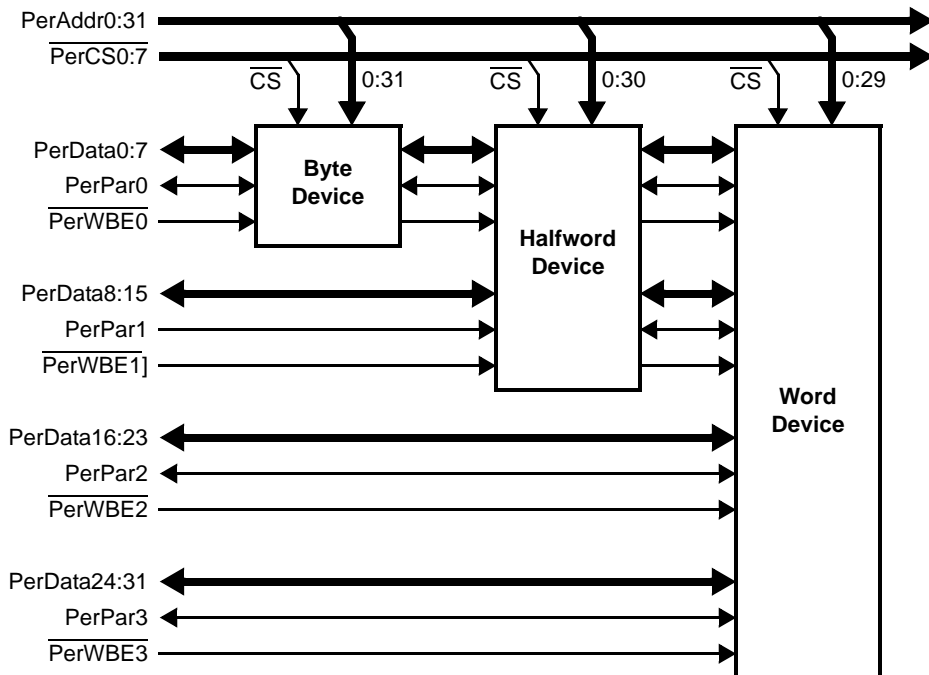 PerAddr0:31
PerCS0:7
CS 0:31 CS 0:30 CS 0:29
PerData0:7
PerPar0
PerWBE0
Byte
Device
Halfword
Device
PerData8:15
PerPar1
PerWBE1]
Word
Device
PerData16:23
PerPar2
PerWBE2
PerData24:31
PerPar3
PerWBE3